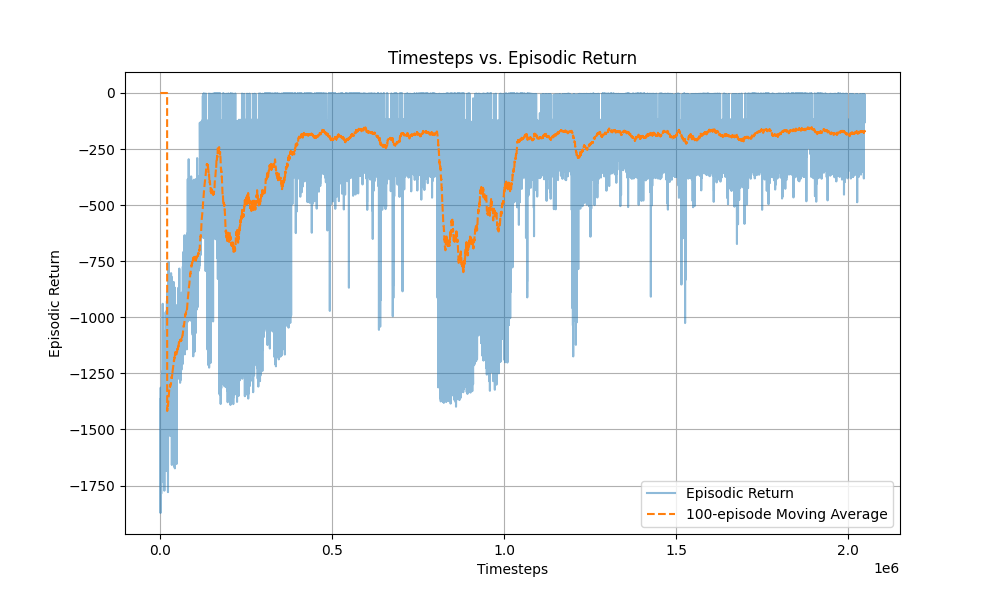 Timesteps vs. Episodic Return
Episodic Return
0
−250
−500
−750
−1000
−1250
−1500
−1750
Episodic Return
100-episode Moving Average
0.0
0.5
1.0
1.5
2.0
1e6
Timesteps